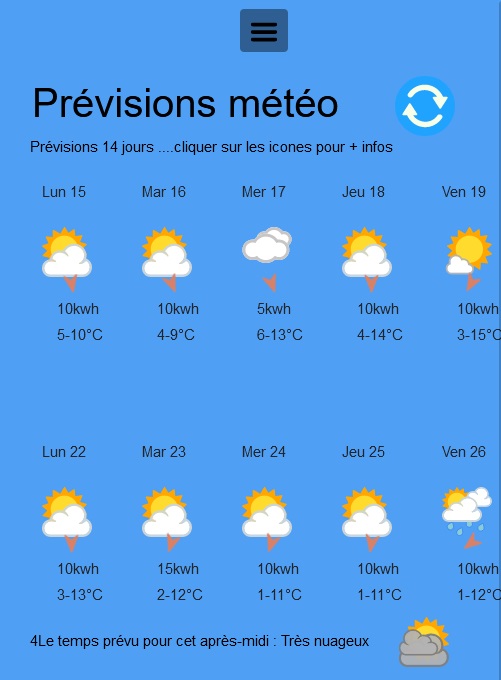 Prévisions météo
Prévisions 14 jours ....cliquer sur les icones pour + infos
Lun 15 Mar 16 Mer 17 Jeu 18 Ven 19
10kwh 10kwh 5kwh 10kwh 10kwh
5-10°C 4-9°C 6-13°C 4-14°C 3-15°C
Lun 22 Mar 23 Mer 24 Jeu 25 Ven 26
10kwh 15kwh 10kwh 10kwh 10kwh
3-13°C 2-12°C 1-11°C 1-11°C 1-12°C
4Le temps prévu pour cet après-midi : Très nuageux